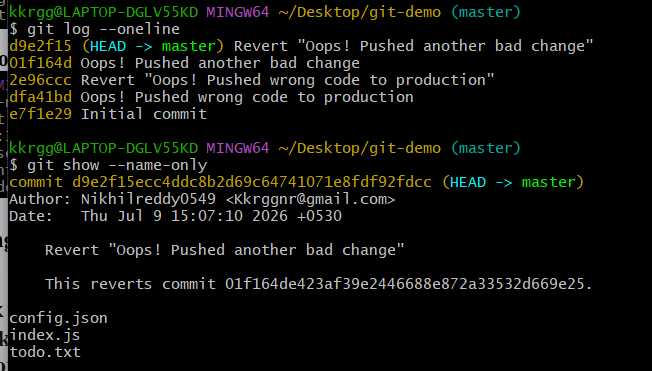 kkrgg@LAPTOP-DGLV55KD MINGW64 ~/Desktop/git-demo (master)
$ git log --oneline
d9e2f15 (HEAD -> master) Revert "Oops! Pushed another bad change"
01f164d Oops! Pushed another bad change
2e96ccc Revert "Oops! Pushed wrong code to production"
dfa41bd Oops! Pushed wrong code to production
e7f1e29 Initial commit
kkrgg@LAPTOP-DGLV55KD MINGW64 ~/Desktop/git-demo (master)
$ git show --name-only
commit d9e2f15ecc4ddc8b2d69c64741071e8fdf92fdcc (HEAD -> master)
Author: Nikhilreddy0549 <Kkrggnr@gmail.com>
Date:   Thu Jul 9 15:07:10 2026 +0530
    Revert "Oops! Pushed another bad change"
    This reverts commit 01f164de423af39e2446688e872a33532d669e25.
config.json
index.js
todo.txt